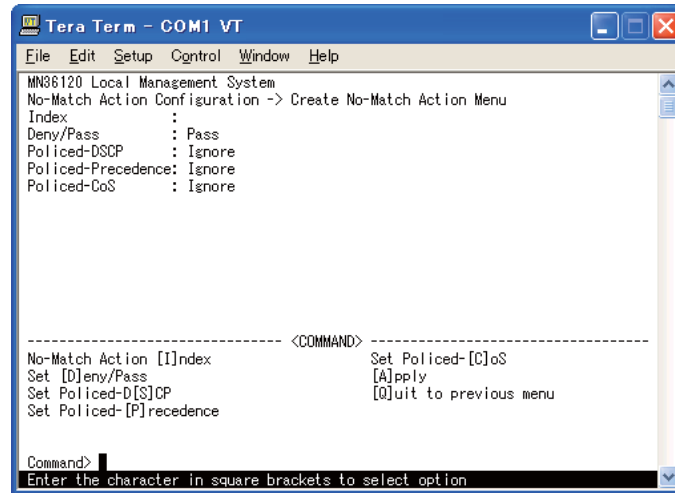 Tera Term - COM1 VT
File Edit Setup Control Window Help
MN36120 Local Management System
No-Match Action Configuration -> Create No-Match Action Menu
Index :
Deny/Pass : Pass
Policed-DSCP : Ignore
Policed-Precedence: Ignore
Policed-CoS : Ignore
-------------------------------- <COMMAND> -----------------------------------
No-Match Action [I]ndex Set Policed-[C]oS
Set [D]eny/Pass [A]pply
Set Policed-D[S]CP [Q]uit to previous menu
Set Policed-[P]recedence
Command>
Enter the character in square brackets to select option